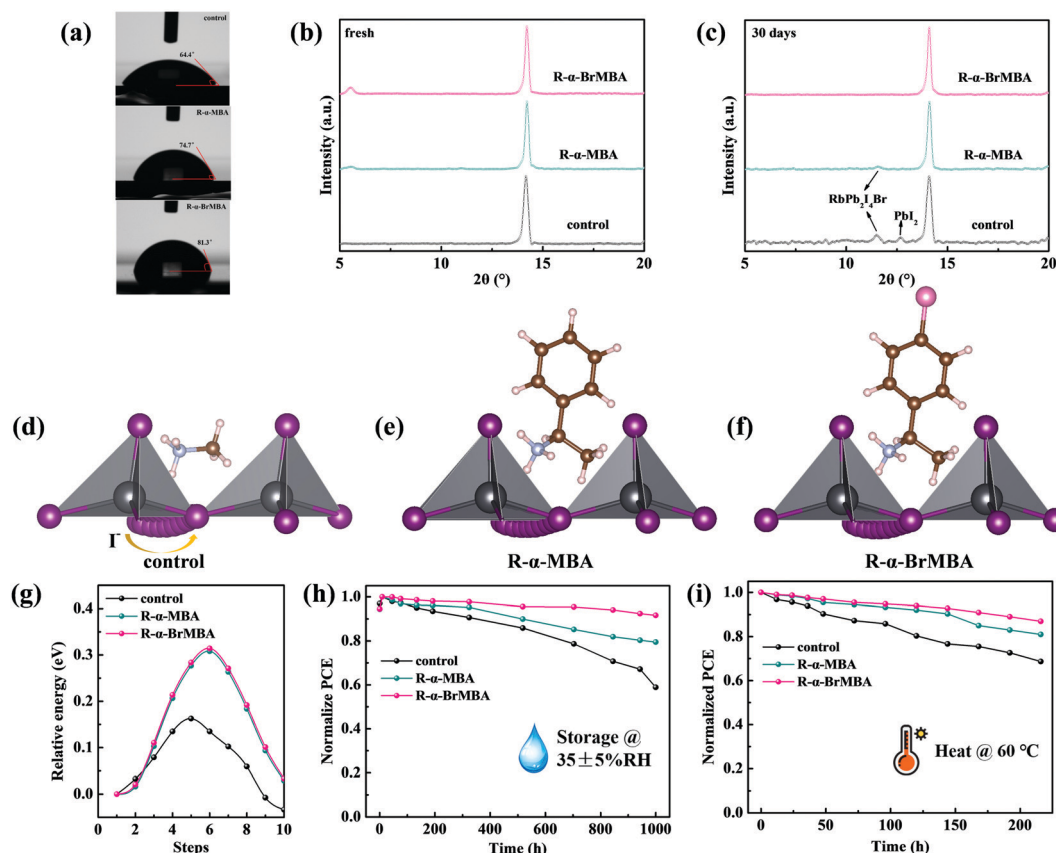 (a)
control
64.4°
R-α-MBA
74.7°
R-α-BrMBA
81.3°
(b)
fresh
R-α-BrMBA
R-α-MBA
control
Intensity (a.u.)
5 10 15 20
2θ (°)
(c)
30 days
R-α-BrMBA
R-α-MBA
RbPb₂I₄Br
PbI₂
control
Intensity (a.u.)
5 10 15 20
2θ (°)
(d)
I⁻
control
(e)
R-α-MBA
(f)
R-α-BrMBA
(g)
control
R-α-MBA
R-α-BrMBA
Relative energy (eV)
0.4
0.3
0.2
0.1
0.0
0 2 4 6 8 10
Steps
(h)
Normalize PCE
1.0
0.8
0.6
0.4
0.2
0.0
control
R-α-MBA
R-α-BrMBA
Storage @
35±5%RH
0 200 400 600 800 1000
Time (h)
(i)
Normalized PCE
1.0
0.8
0.6
0.4
0.2
0.0
control
R-α-MBA
R-α-BrMBA
Heat @ 60 °C
0 50 100 150 200
Time (h)